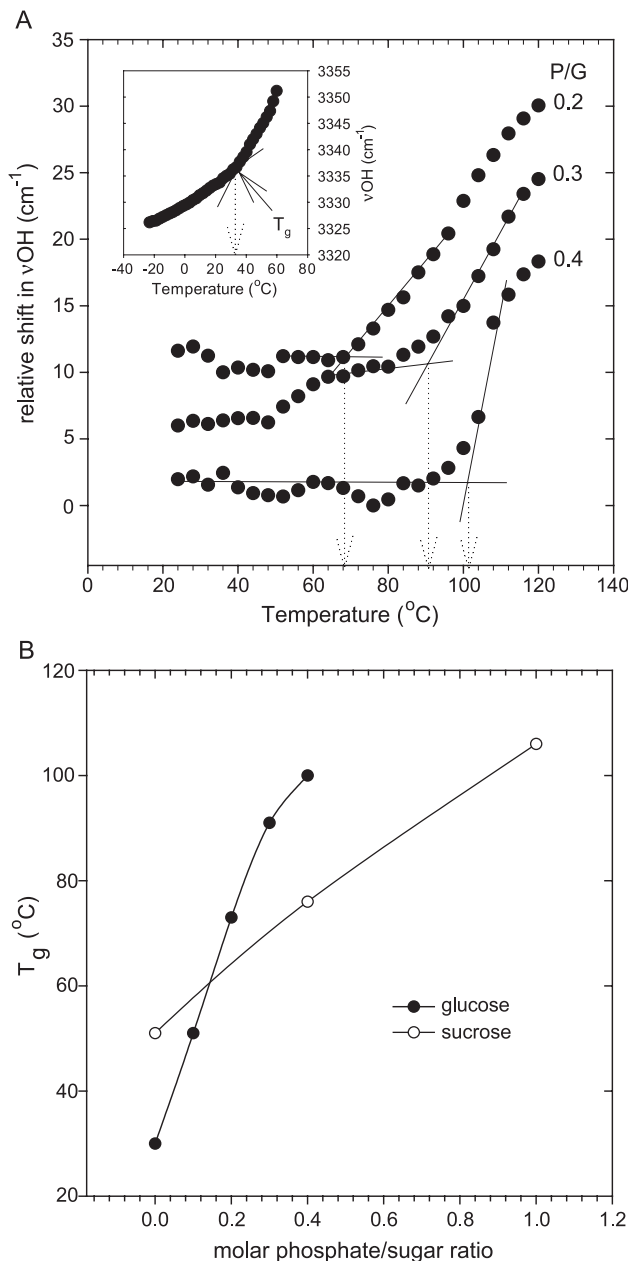 A
35
30
25
20
15
10
5
0
relative shift in νOH (cm-1)
0 20 40 60 80 100 120 140
Temperature (oC)
P/G
0.2
0.3
0.4
3355
3350
3345
3340
3335
3330
3325
3320
νOH (cm-1)
-40 -20 0 20 40 60 80
Temperature (oC)
Tg
B
120
100
80
60
40
20
Tg (oC)
0.0 0.2 0.4 0.6 0.8 1.0 1.2
molar phosphate/sugar ratio
glucose
sucrose